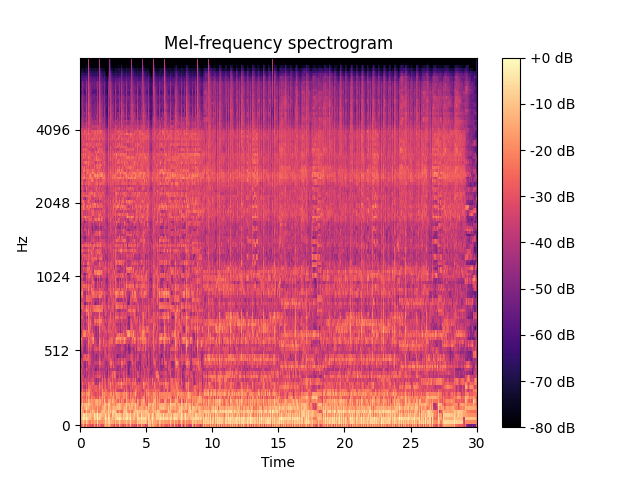 Mel-frequency spectrogram
+0 dB
-10 dB
-20 dB
-30 dB
-40 dB
-50 dB
-60 dB
-70 dB
-80 dB
Hz
4096
2048
1024
512
0
0 5 10 15 20 25 30
Time